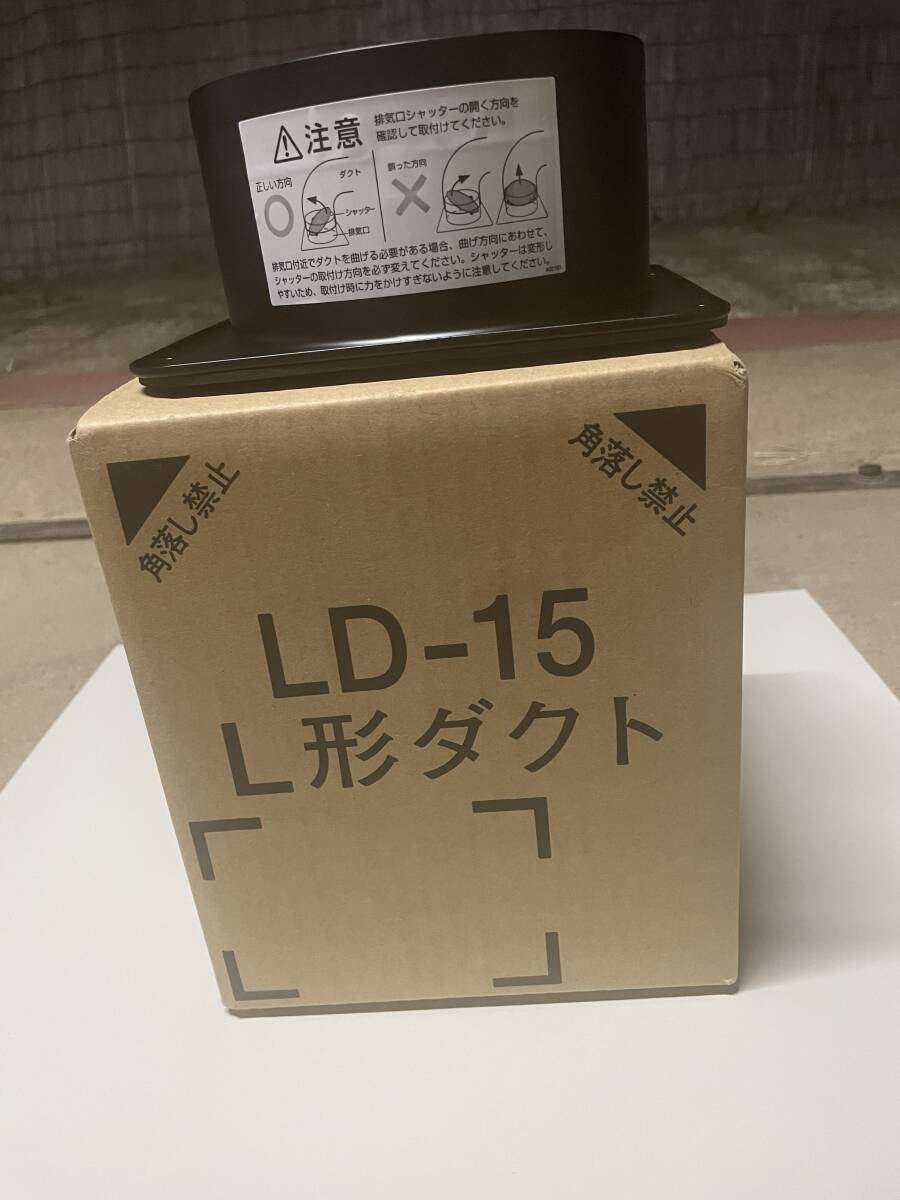 注意
排気口シャッターの開く方向を
確認して取付けてください。
正しい方向
ダクト
シャッター
排気口
誤った方向
排気口付近でダクトを曲げる必要がある場合、曲げ方向にあわせて、
シャッターの取付け方向を必ず変えてください。シャッターは変形し
やすいため、取付け時に力をかけすぎないように注意してください。
角落し禁止
角落し禁止
LD-15
L形ダクト